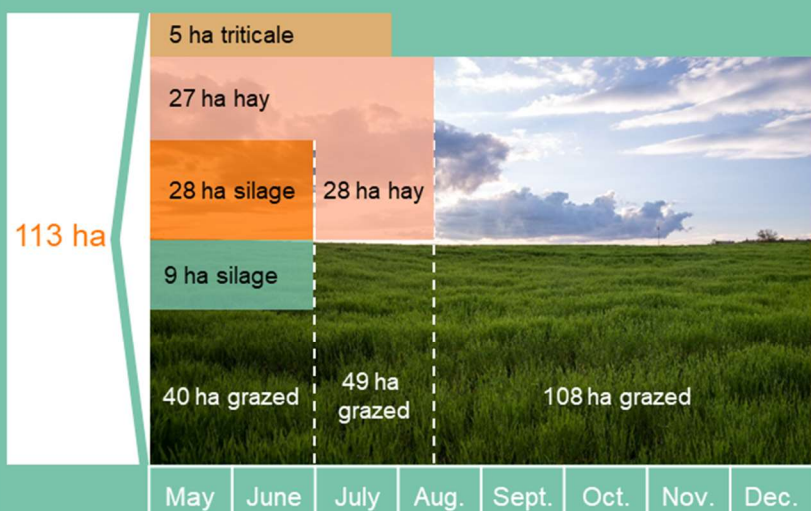 5 ha triticale
27 ha hay
28 ha silage
28 ha hay
113 ha
9 ha silage
40 ha grazed
49 ha
grazed
108 ha grazed
May
June
July
Aug.
Sept.
Oct.
Nov.
Dec.